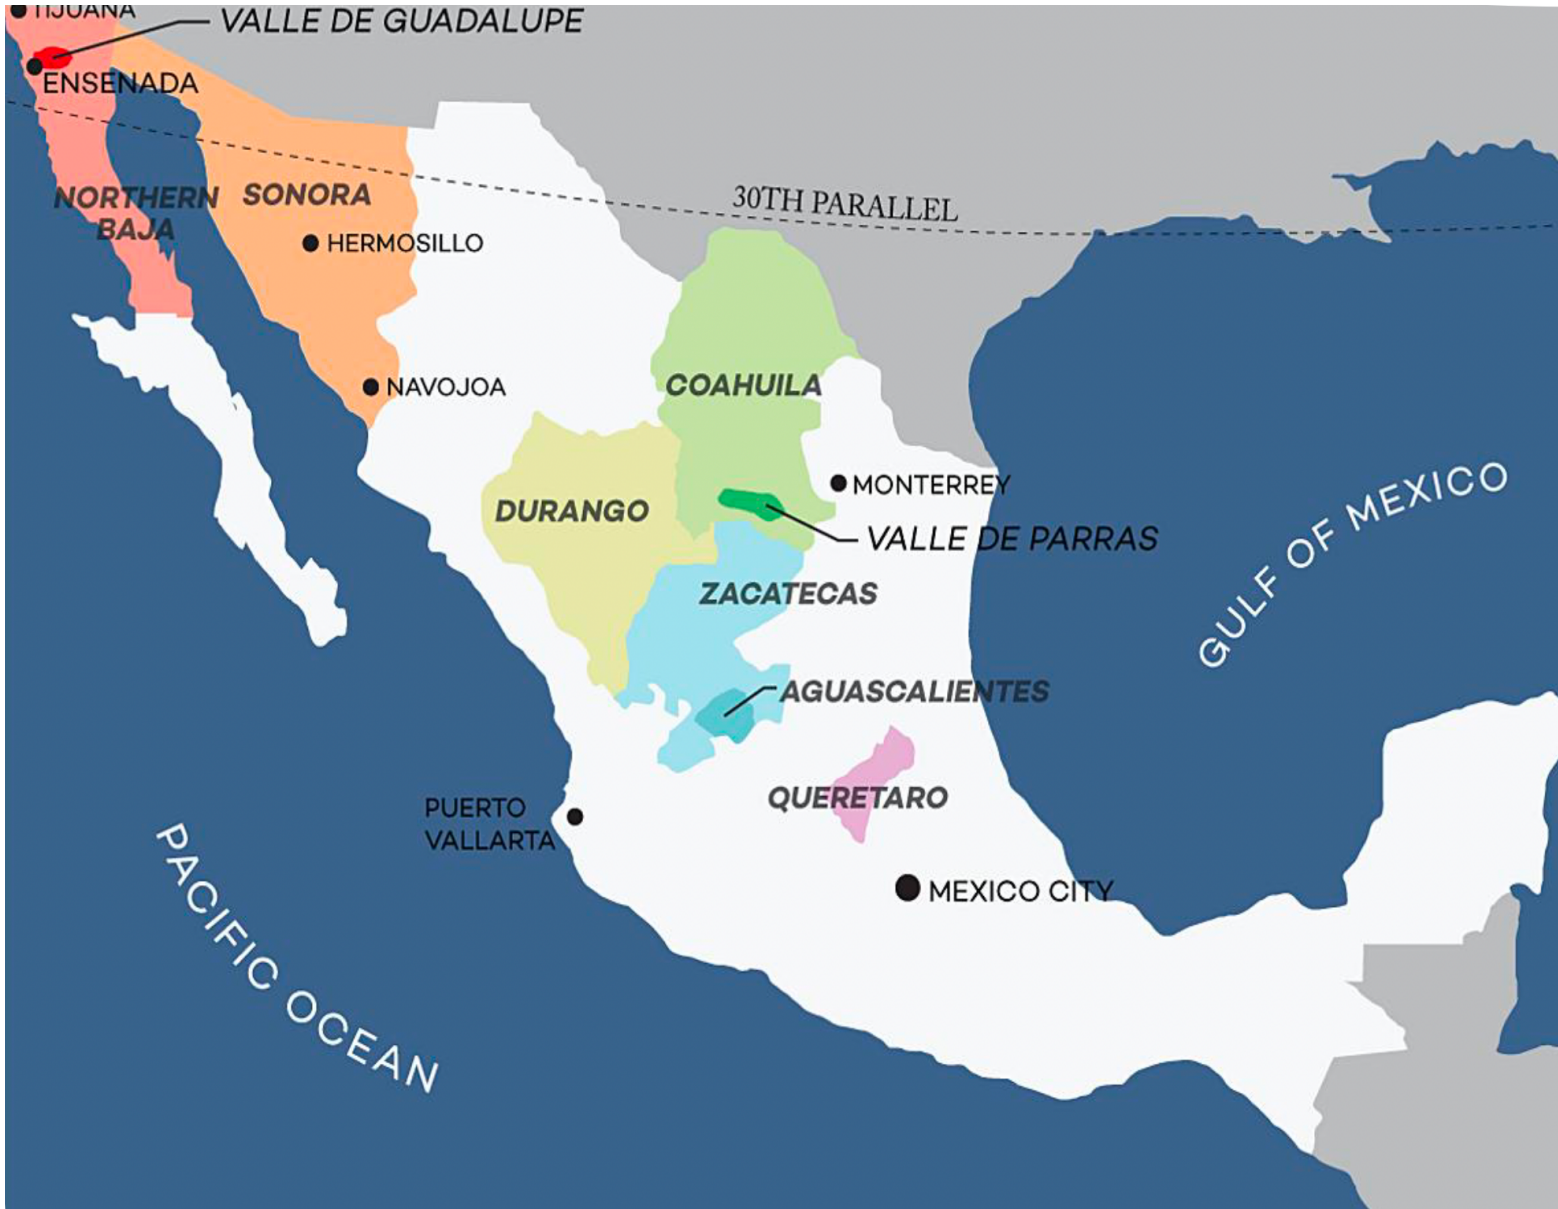 TIJUANA
VALLE DE GUADALUPE
ENSENADA
30TH PARALLEL
NORTHERN
BAJA
SONORA
HERMOSILLO
NAVOJOA
COAHUILA
MONTERREY
DURANGO
VALLE DE PARRAS
GULF OF MEXICO
ZACATECAS
AGUASCALIENTES
QUERETARO
PUERTO
VALLARTA
MEXICO CITY
PACIFIC OCEAN